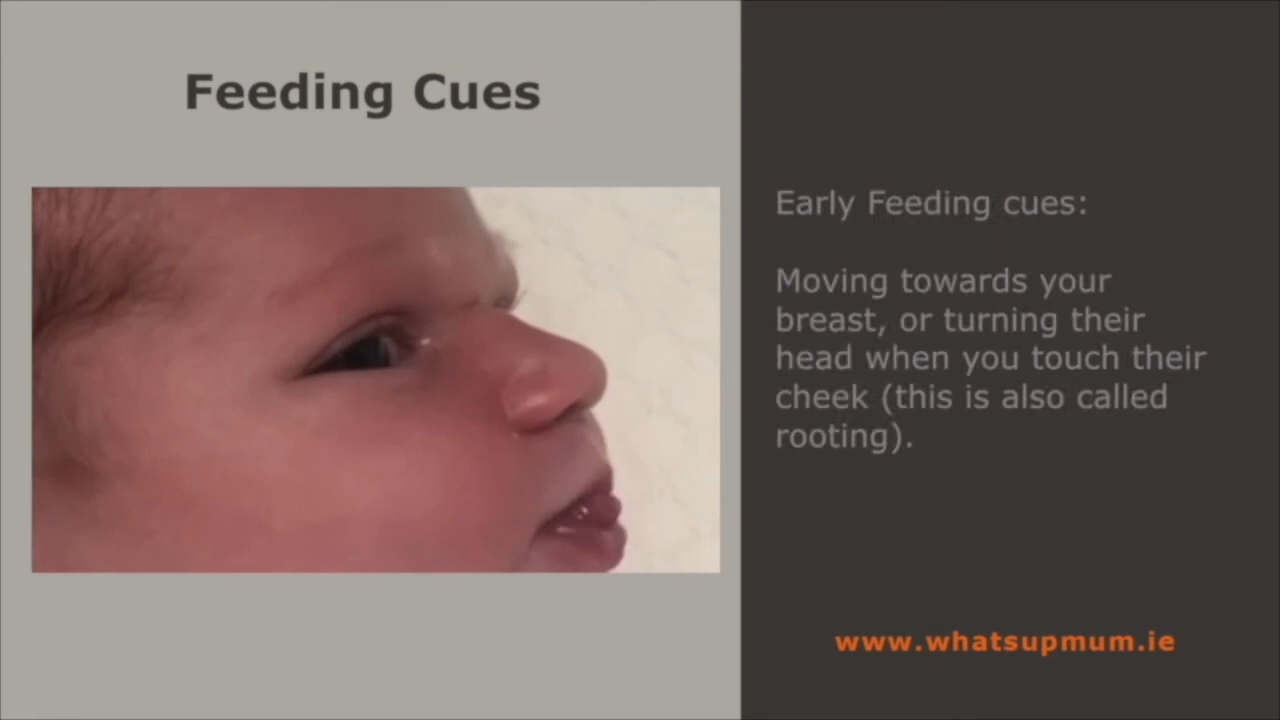 Feeding Cues
Early Feeding cues:
Moving towards your
breast, or turning their
head when you touch their
cheek (this is also called
rooting).
www.whatsupmum.ie